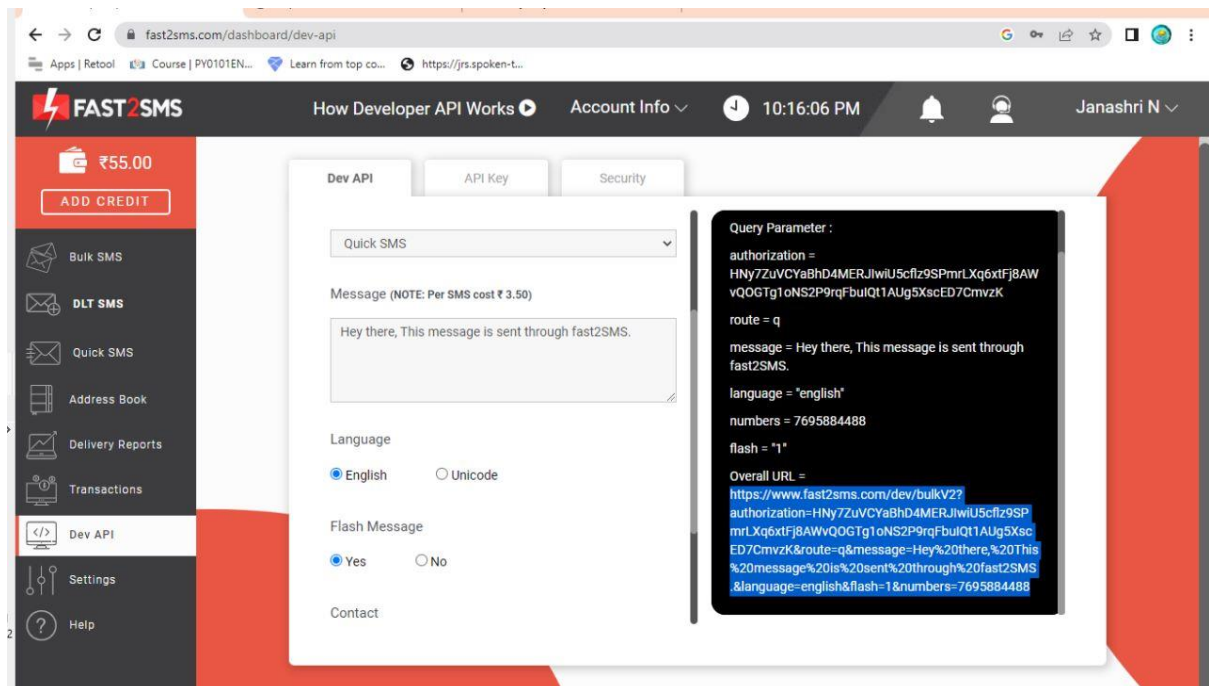 fast2sms.com/dashboard/dev-api
Apps | Retool
Course | PY0101EN...
Learn from top co...
https://jrs.spoken-t...
FAST2SMS
How Developer API Works
Account Info
10:16:06 PM
Janashri N
₹55.00
ADD CREDIT
Bulk SMS
DLT SMS
Quick SMS
Address Book
Delivery Reports
Transactions
Dev API
Settings
Help
Dev API
API Key
Security
Quick SMS
Message (NOTE: Per SMS cost ₹ 3.50)
Hey there, This message is sent through fast2SMS.
Language
English
Unicode
Flash Message
Yes
No
Contact
Query Parameter :
authorization =
HNy7ZuVCYaBhD4MERJIwiU5cflz9SPmrLXq6xtFj8AW
vQOGTg1oNS2P9rqFbuIQt1AUg5XscED7CmvzK
route = q
message = Hey there, This message is sent through
fast2SMS.
language = "english"
numbers = 7695884488
flash = "1"
Overall URL =
https://www.fast2sms.com/dev/bulkV2?
authorization=HNy7ZuVCYaBhD4MERJIwiU5cflz9SP
mrLXq6xtFj8AWvQOGTg1oNS2P9rqFbuIQt1AUg5Xsc
ED7CmvzK&route=q&message=Hey%20there,%20This
%20message%20is%20sent%20through%20fast2SMS
.&language=english&flash=1&numbers=7695884488